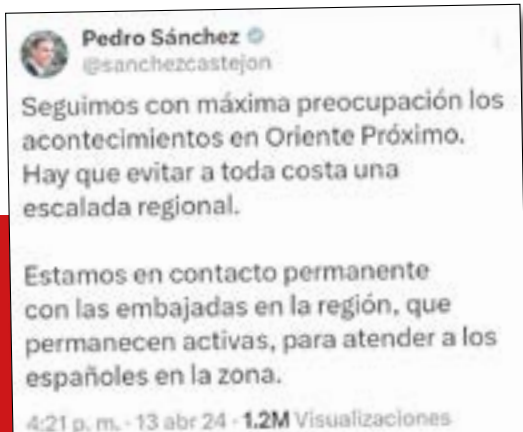 Pedro Sánchez
@sanchezcastejon
Seguimos con máxima preocupación los
acontecimientos en Oriente Próximo.
Hay que evitar a toda costa una
escalada regional.
Estamos en contacto permanente
con las embajadas en la región, que
permanecen activas, para atender a los
españoles en la zona.
4:21 p. m. · 13 abr 24 · 1.2M Visualizaciones